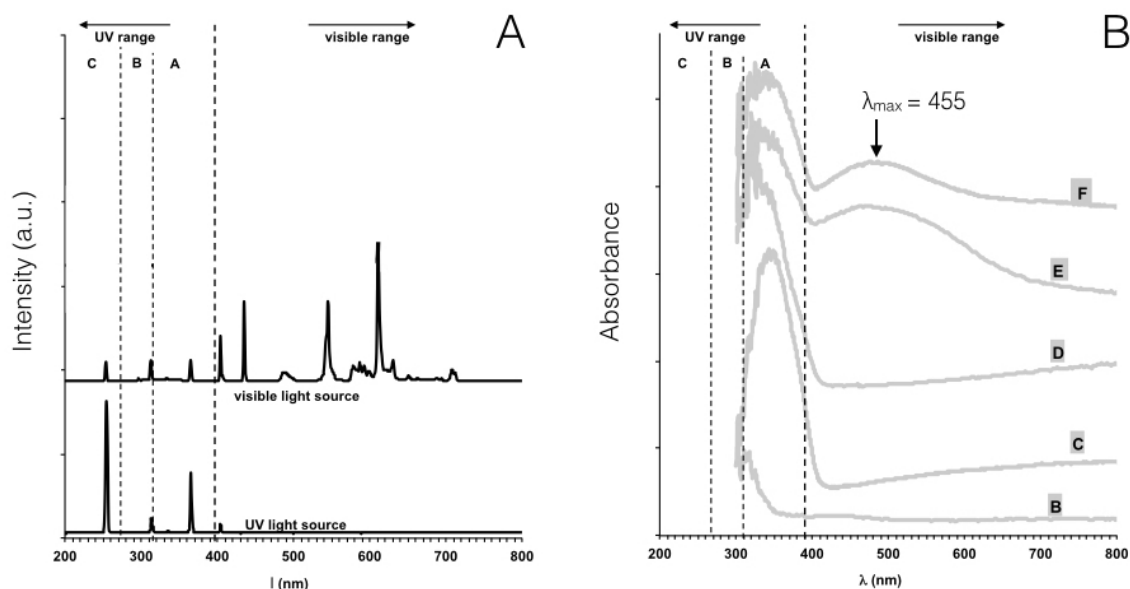 A
UV range
visible range
C B A
Intensity (a.u.)
visible light source
UV light source
200 300 400 500 600 700 800
l (nm)
B
UV range
visible range
C B A
λmax = 455
Absorbance
F
E
D
C
B
200 300 400 500 600 700 800
λ (nm)